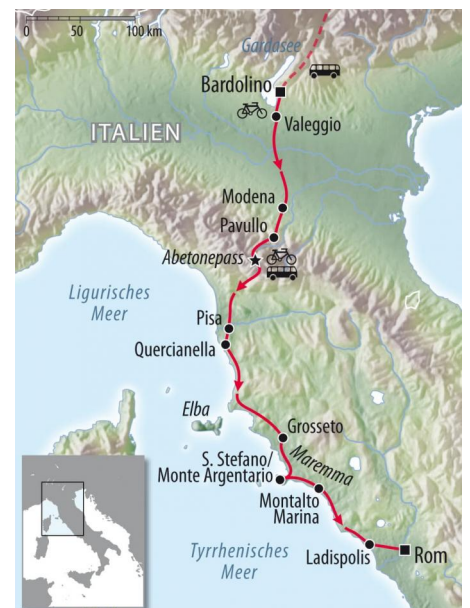 0
50
100 km
Gardasee
Bardolino
Valeggio
ITALIEN
Modena
Pavullo
Abetonepass
Ligurisches
Meer
Pisa
Quercianella
Elba
Grosseto
Maremma
S. Stefano/
Monte Argentario
Montalto
Marina
Tyrrhenisches
Meer
Ladispolis
Rom